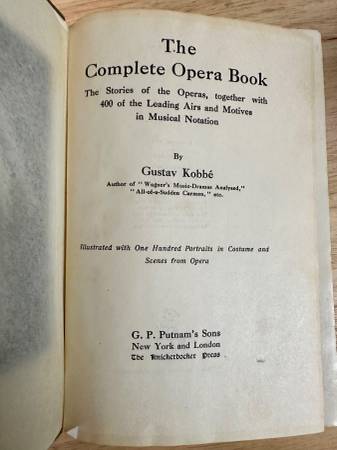 The
Complete Opera Book
The Stories of the Operas, together with
400 of the Leading Airs and Motives
in Musical Notation
By
Gustav Kobbé
Author of "Wagner's Music-Dramas Analysed,"
"All-of-a-Sudden Carmen," etc.
Illustrated with One Hundred Portraits in Costume and
Scenes from Opera
G. P. Putnam's Sons
New York and London
The Knickerbocker Press